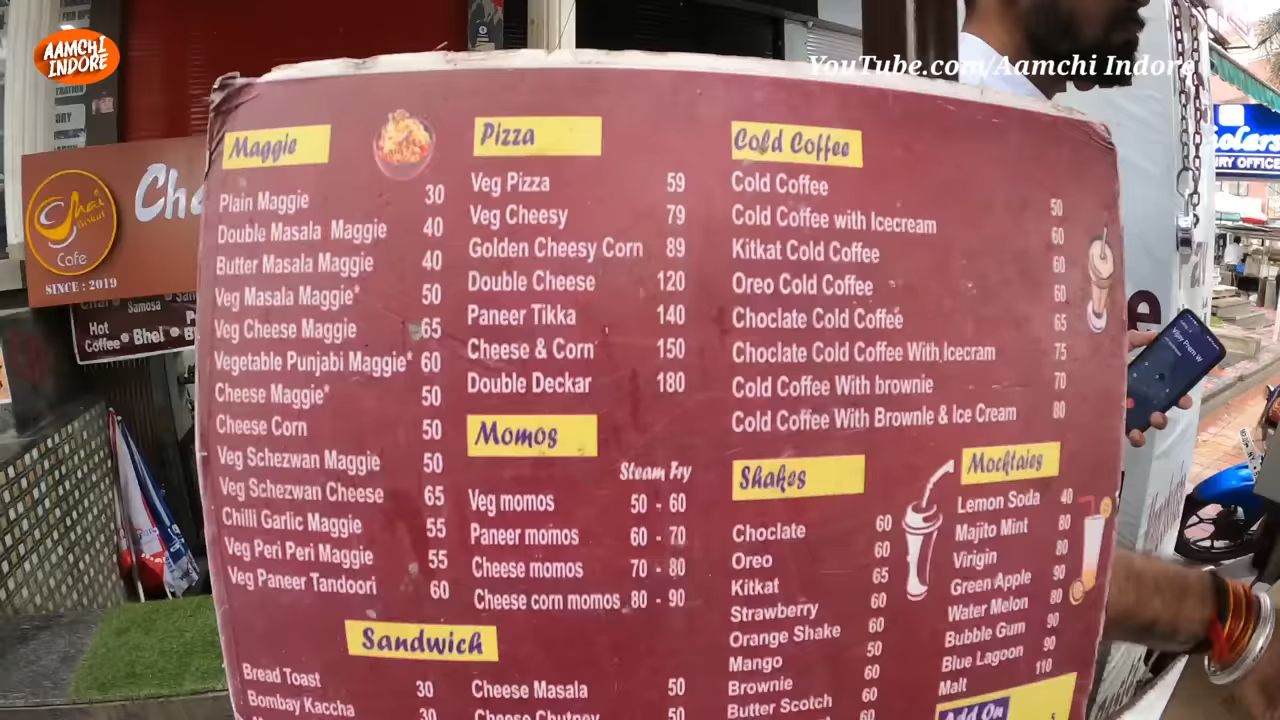 AAMCHI
INDORE
YouTube.com/Aamchi Indore
Chai
Cafe
SINCE : 2019
Samosa
Hot
Coffee • Bhel •
Maggie
Plain Maggie 30
Double Masala Maggie 40
Butter Masala Maggie 40
Veg Masala Maggie* 50
Veg Cheese Maggie 65
Vegetable Punjabi Maggie* 60
Cheese Maggie* 50
Cheese Corn 50
Veg Schezwan Maggie 50
Veg Schezwan Cheese 65
Chilli Garlic Maggie 55
Veg Peri Peri Maggie 55
Veg Paneer Tandoori 60
Pizza
Veg Pizza 59
Veg Cheesy 79
Golden Cheesy Corn 89
Double Cheese 120
Paneer Tikka 140
Cheese & Corn 150
Double Deckar 180
Momos
Steam Fry
Veg momos 50 - 60
Paneer momos 60 - 70
Cheese momos 70 - 80
Cheese corn momos 80 - 90
Sandwich
Bread Toast 30
Bombay Kaccha 30
Cheese Masala 50
Cheese Chutney 50
Cold Coffee
Cold Coffee 50
Cold Coffee with Icecream 60
Kitkat Cold Coffee 60
Oreo Cold Coffee 60
Choclate Cold Coffee 65
Choclate Cold Coffee With Icecram 75
Cold Coffee With brownie 70
Cold Coffee With Brownle & Ice Cream 80
Shakes
Choclate 60
Oreo 60
Kitkat 65
Strawberry 60
Orange Shake 60
Mango 50
Brownie 60
Butter Scotch 60
60
Mocktaies
Lemon Soda 40
Majito Mint 80
Virigin 80
Green Apple 90
Water Melon 80
Bubble Gum 90
Blue Lagoon 90
Malt 110
Add On